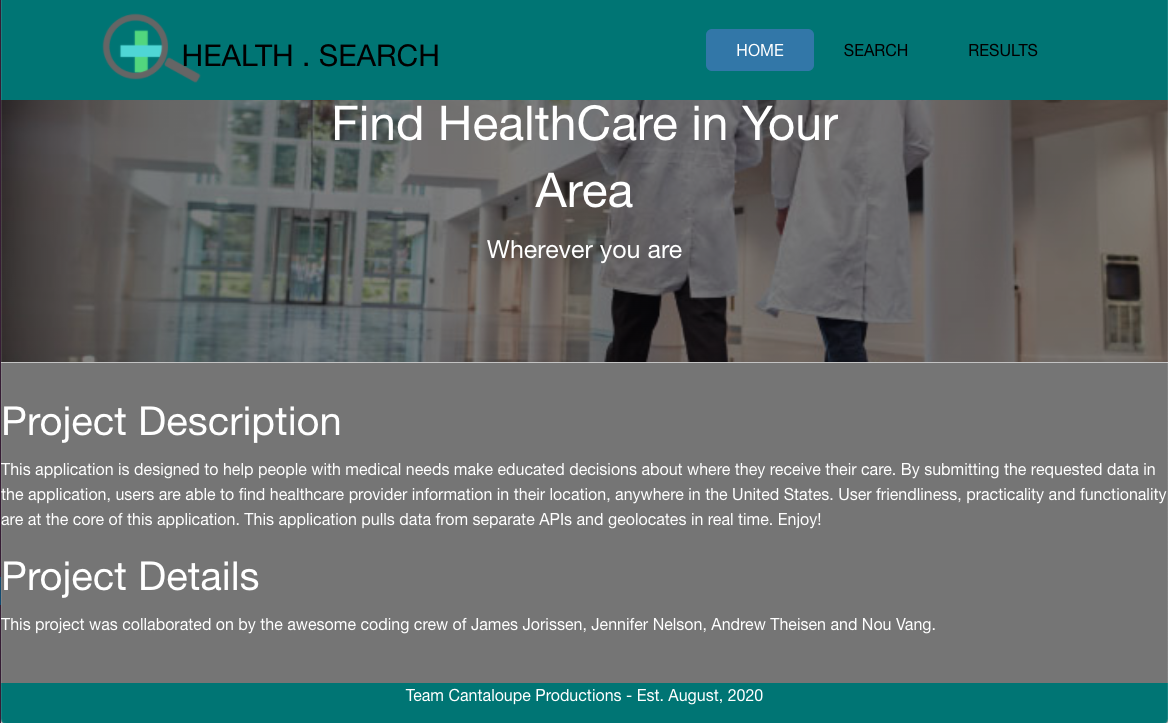 HEALTH . SEARCH
HOME
SEARCH
RESULTS
Find HealthCare in Your
Area
Wherever you are
Project Description
This application is designed to help people with medical needs make educated decisions about where they receive their care. By submitting the requested data in
the application, users are able to find healthcare provider information in their location, anywhere in the United States. User friendliness, practicality and functionality
are at the core of this application. This application pulls data from separate APIs and geolocates in real time. Enjoy!
Project Details
This project was collaborated on by the awesome coding crew of James Jorissen, Jennifer Nelson, Andrew Theisen and Nou Vang.
Team Cantaloupe Productions - Est. August, 2020